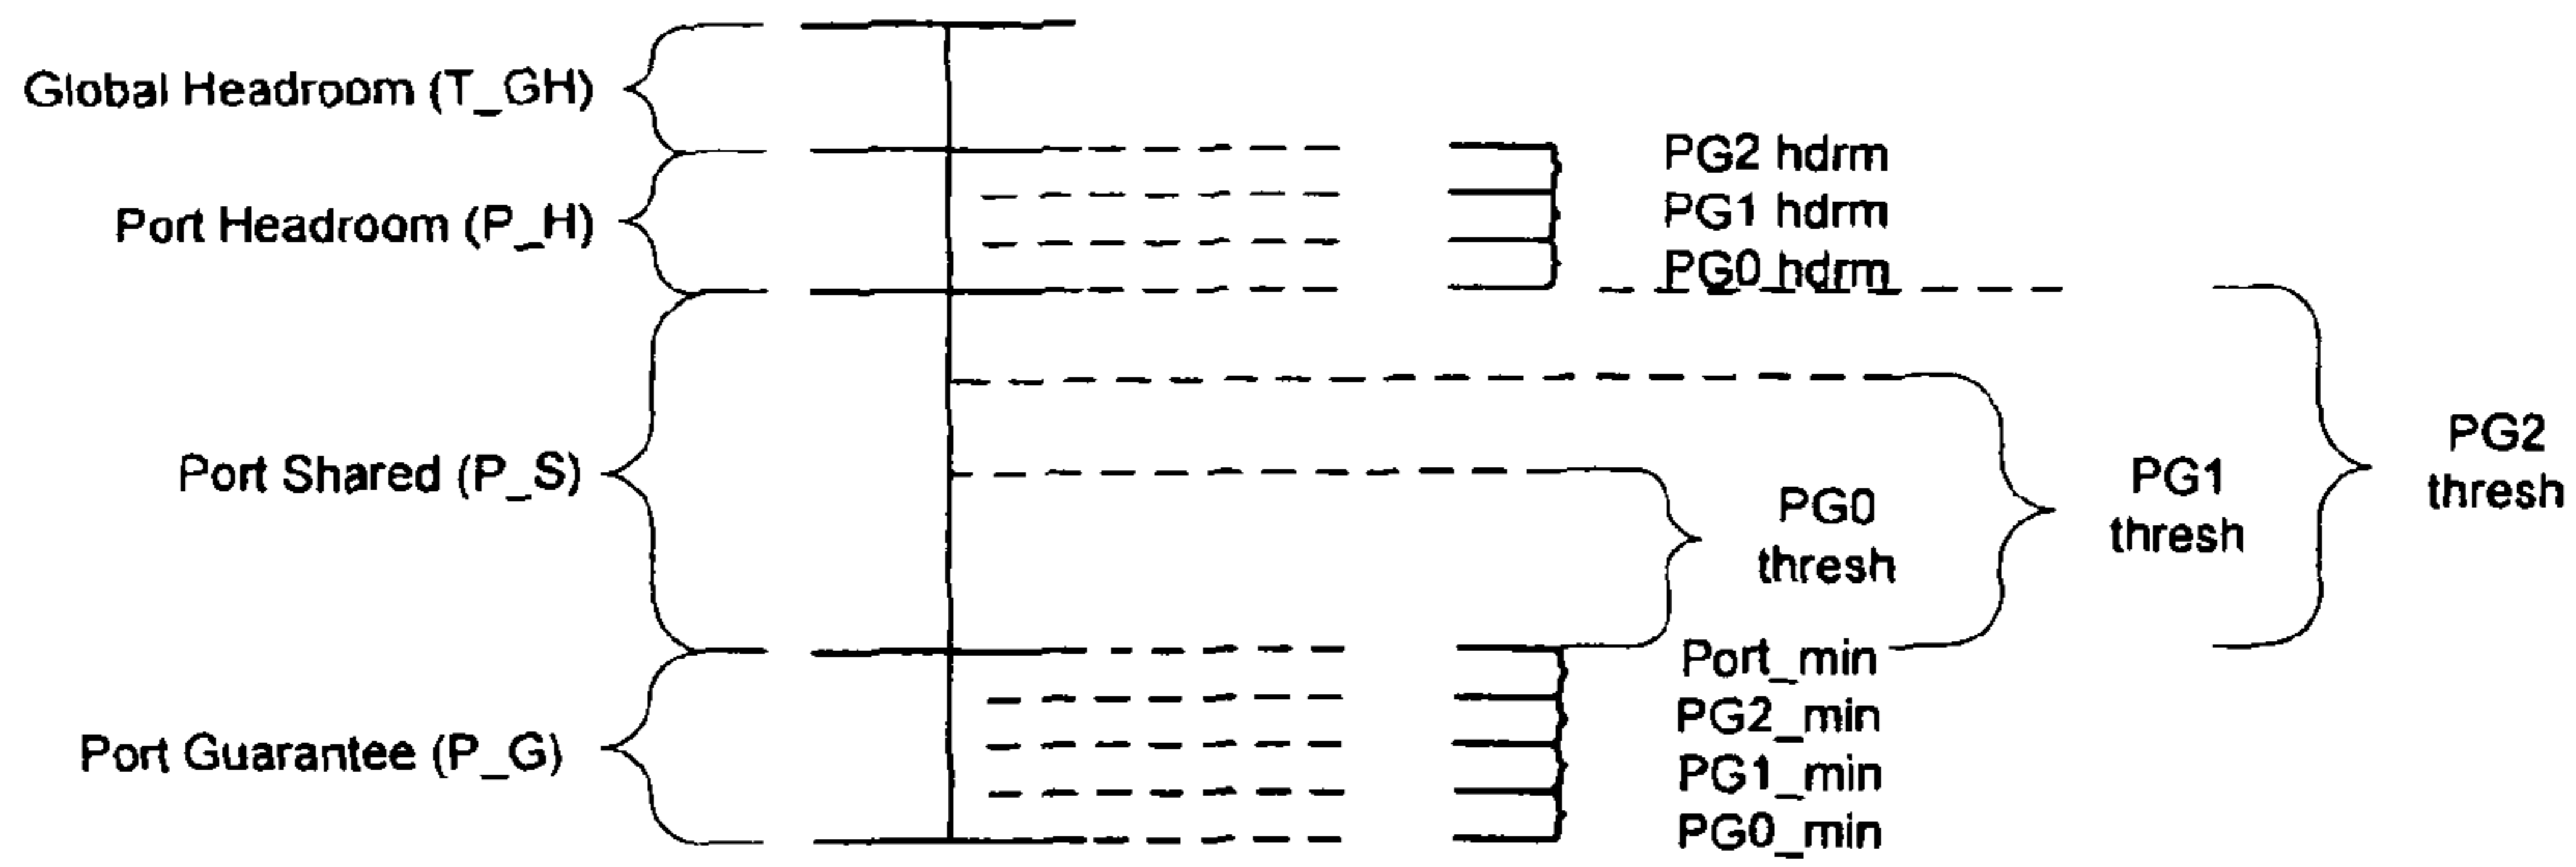 Global Headroom (T_GH)
PG2 hdrm
Port Headroom (P_H)
PG1 hdrm
PG0 hdrm
Port Shared (P_S)
PG0
thresh
PG1
thresh
PG2
thresh
Port_min
PG2_min
Port Guarantee (P_G)
PG1_min
PG0_min